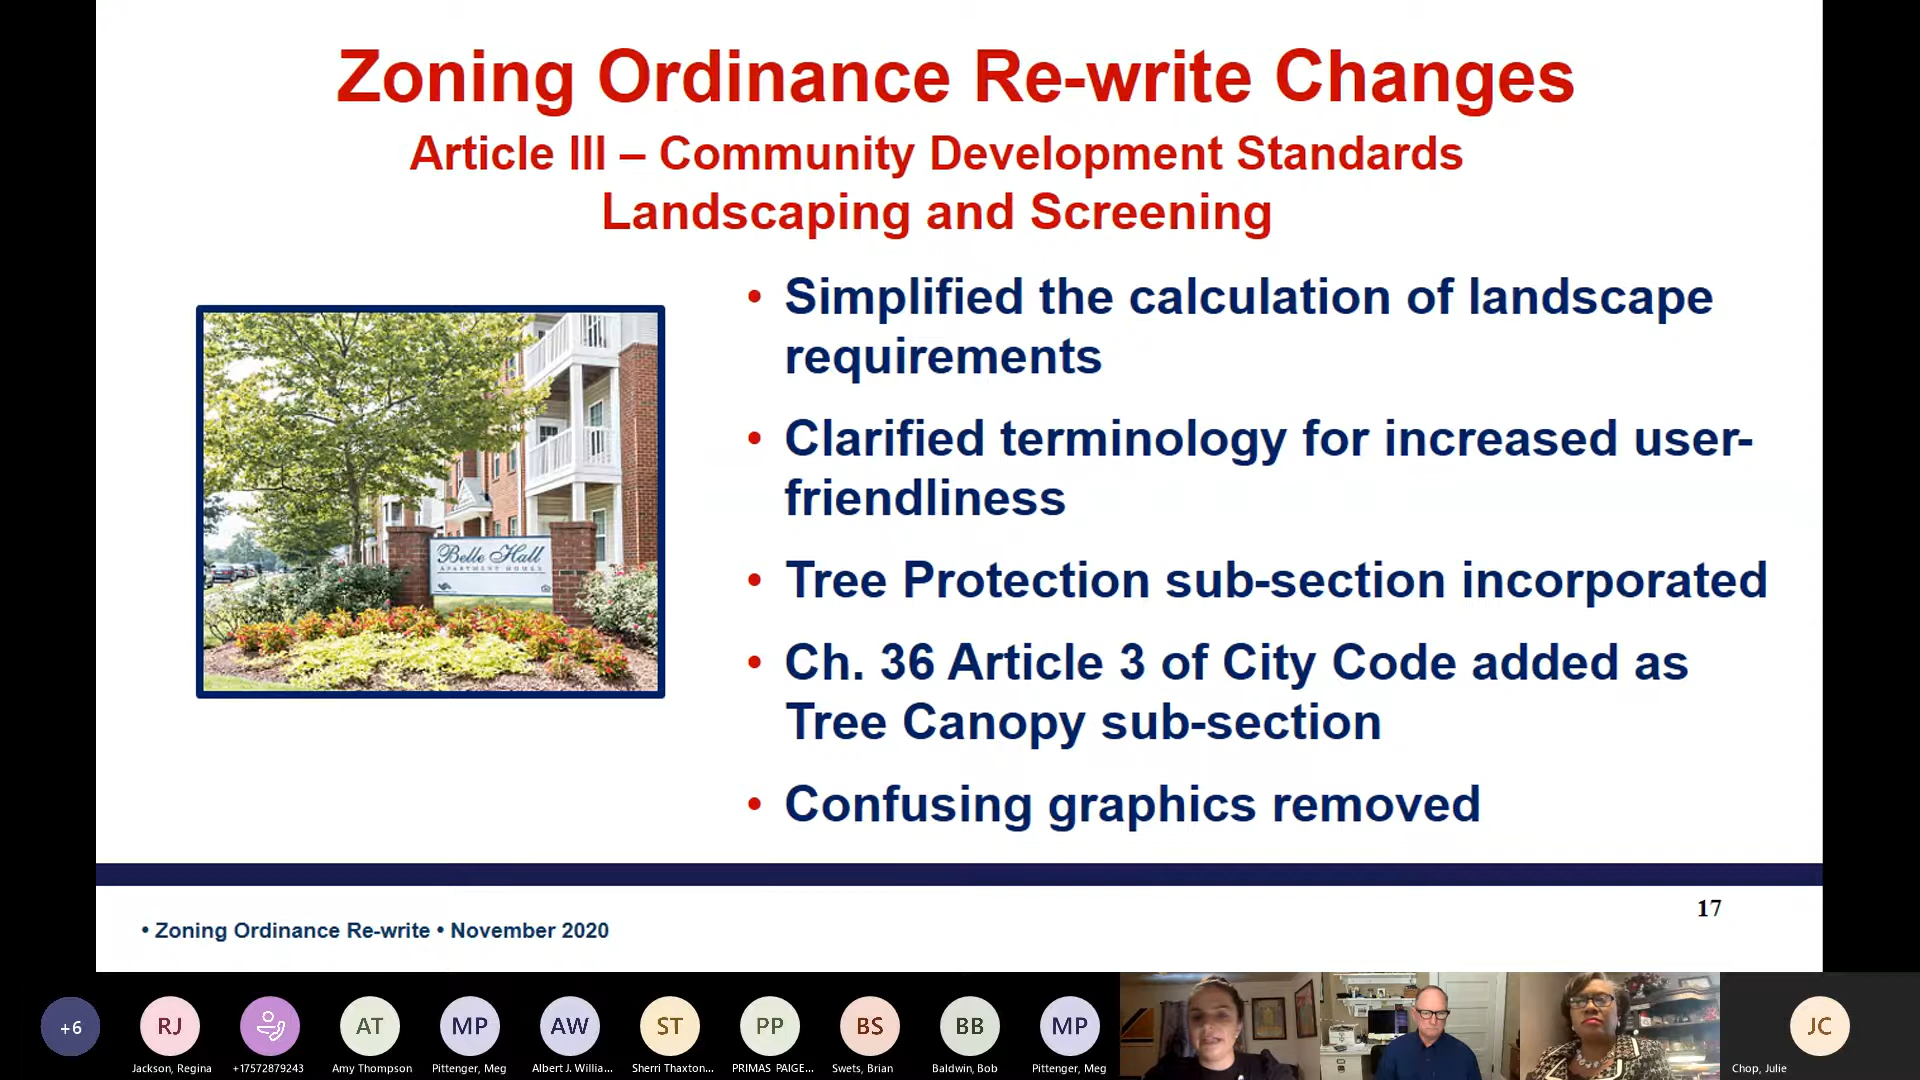 Zoning Ordinance Re-write Changes
Article III – Community Development Standards
Landscaping and Screening
• Simplified the calculation of landscape
requirements
• Clarified terminology for increased user-
friendliness
• Tree Protection sub-section incorporated
• Ch. 36 Article 3 of City Code added as
Tree Canopy sub-section
• Confusing graphics removed
Belle Hall
APARTMENT HOMES
17
• Zoning Ordinance Re-write • November 2020
+6
RJ
AT
MP
AW
ST
PP
BS
BB
MP
JC
Jackson, Regina
+17572879243
Amy Thompson
Pittenger, Meg
Albert J. Willia...
Sherri Thaxton...
PRIMAS PAIGE...
Swets, Brian
Baldwin, Bob
Pittenger, Meg
Chop, Julie